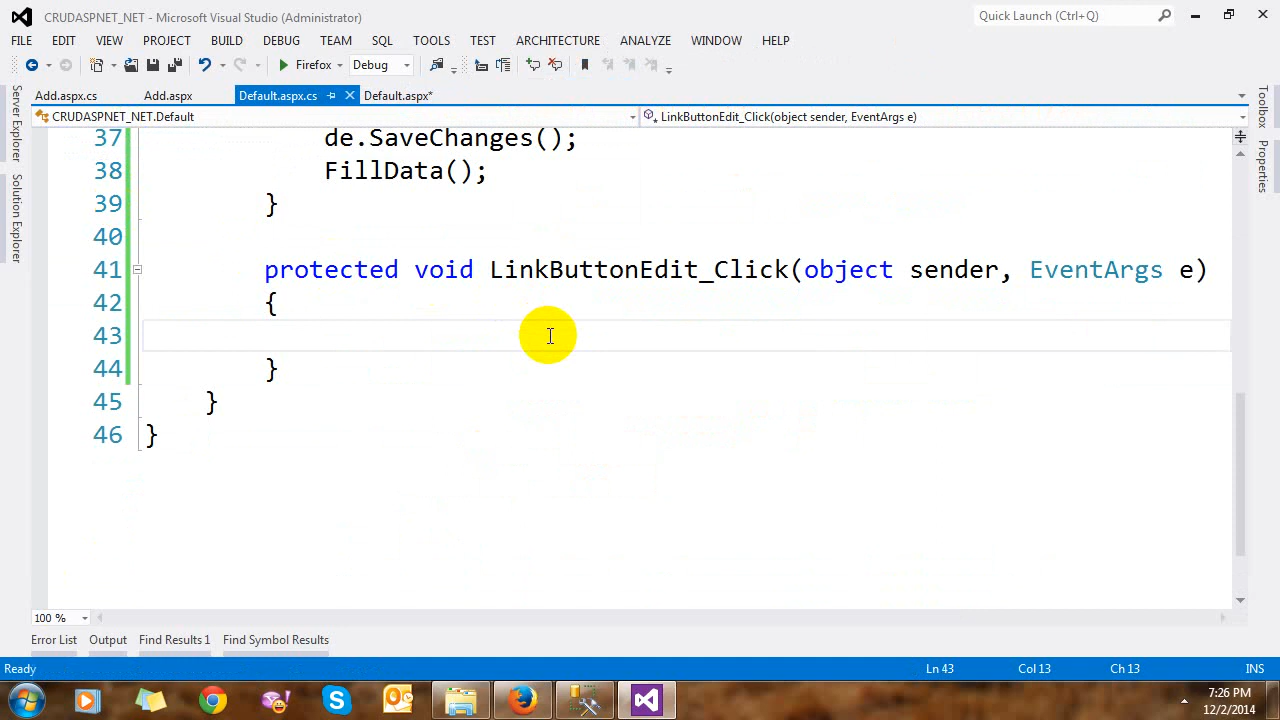 CRUDASPNET_NET - Microsoft Visual Studio (Administrator)
Quick Launch (Ctrl+Q)
FILE EDIT VIEW PROJECT BUILD DEBUG TEAM SQL TOOLS TEST ARCHITECTURE ANALYZE WINDOW HELP
Firefox Debug
Add.aspx.cs Add.aspx Default.aspx.cs Default.aspx*
CRUDASPNET_NET.Default LinkButtonEdit_Click(object sender, EventArgs e)
Server Explorer
Solution Explorer
Toolbox
Properties
37 de.SaveChanges();
38 FillData();
39 }
40
41 protected void LinkButtonEdit_Click(object sender, EventArgs e)
42 {
43
44 }
45 }
46 }
100 %
Error List Output Find Results 1 Find Symbol Results
Ready Ln 43 Col 13 Ch 13 INS
7:26 PM
12/2/2014